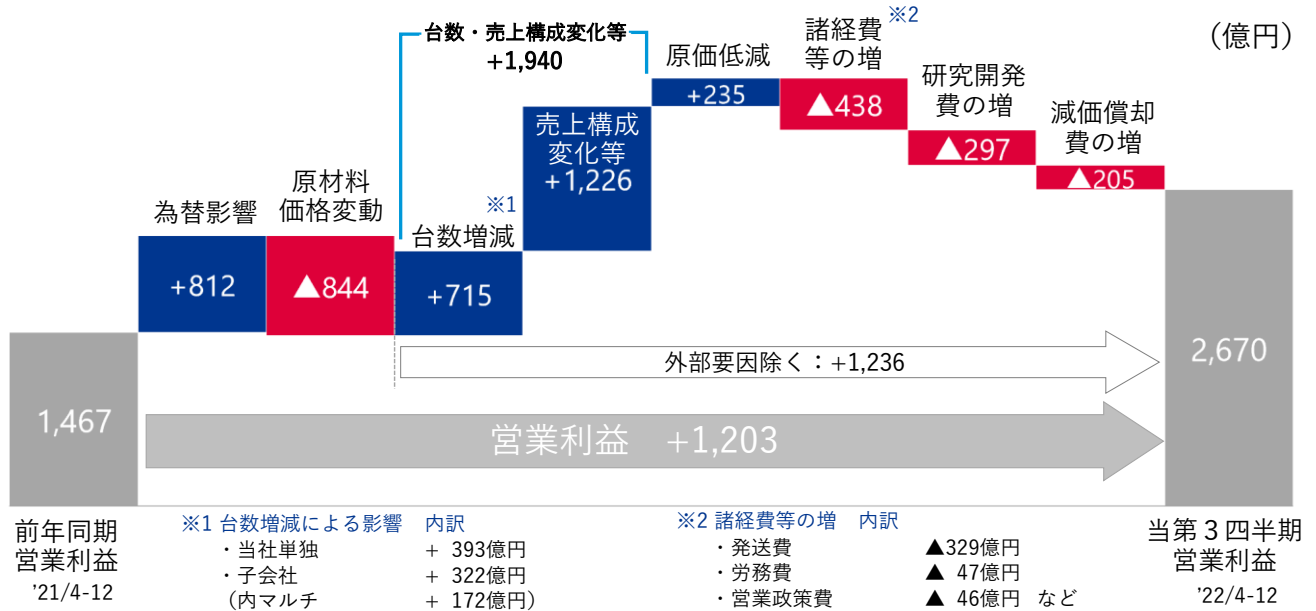 （億円）
台数・売上構成変化等
+1,940
原価低減
+235
諸経費 ※2
等の増
▲438
研究開発
費の増
▲297
減価償却
費の増
▲205
売上構成
変化等
+1,226
為替影響
+812
原材料
価格変動
▲844
※1
台数増減
+715
外部要因除く：+1,236
営業利益　+1,203
1,467
2,670
前年同期
営業利益
'21/4-12
当第３四半期
営業利益
'22/4-12
※1 台数増減による影響　内訳
・当社単独　+ 393億円
・子会社　+ 322億円
（内マルチ　+ 172億円）
※2 諸経費等の増　内訳
・発送費　▲329億円
・労務費　▲ 47億円
・営業政策費　▲ 46億円　など